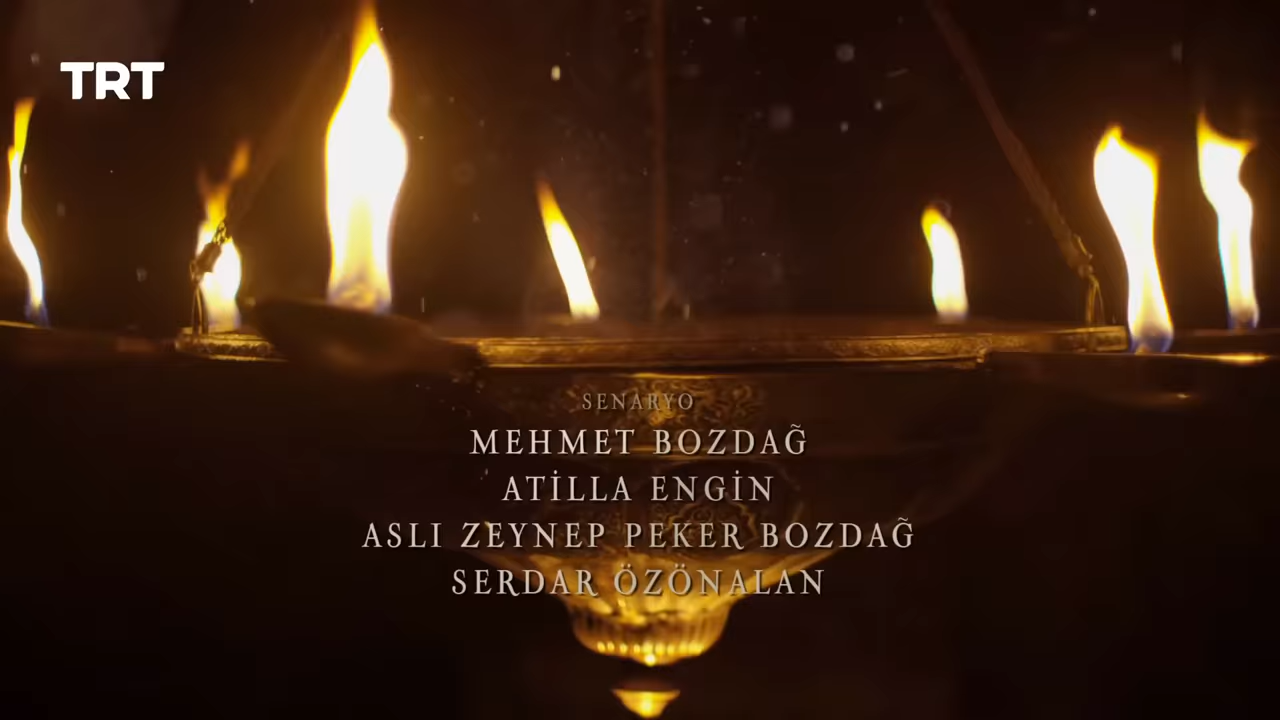 TRT
SENARYO
MEHMET BOZDAĞ
ATİLLA ENGİN
ASLI ZEYNEP PEKER BOZDAĞ
SERDAR ÖZÖNALAN